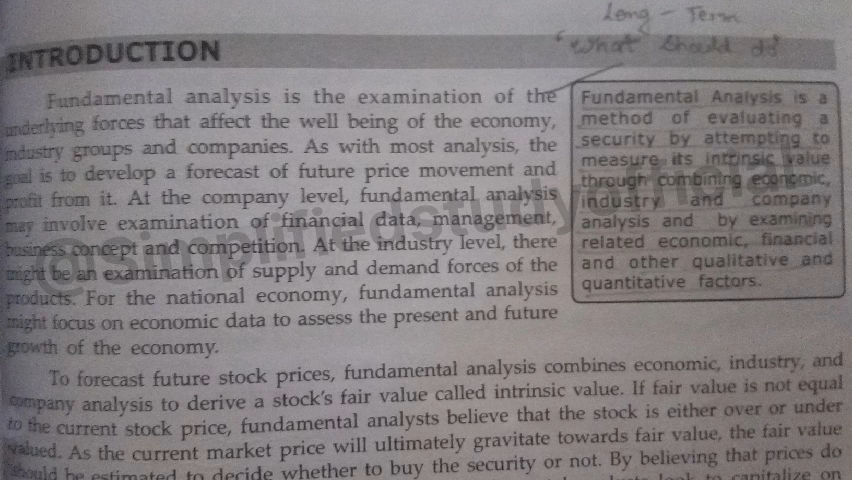 Long - Term
"What should do"
INTRODUCTION
Fundamental analysis is the examination of the
underlying forces that affect the well being of the economy,
industry groups and companies. As with most analysis, the
goal is to develop a forecast of future price movement and
profit from it. At the company level, fundamental analysis
may involve examination of financial data, management,
business concept and competition. At the industry level, there
might be an examination of supply and demand forces of the
products. For the national economy, fundamental analysis
might focus on economic data to assess the present and future
growth of the economy.
Fundamental Analysis is a
method of evaluating a
security by attempting to
measure its intrinsic value
through combining economic,
industry and company
analysis and by examining
related economic, financial
and other qualitative and
quantitative factors.
To forecast future stock prices, fundamental analysis combines economic, industry, and
company analysis to derive a stock's fair value called intrinsic value. If fair value is not equal
to the current stock price, fundamental analysts believe that the stock is either over or under
valued. As the current market price will ultimately gravitate towards fair value, the fair value
should be estimated to decide whether to buy the security or not. By believing that prices do
look to capitalize on